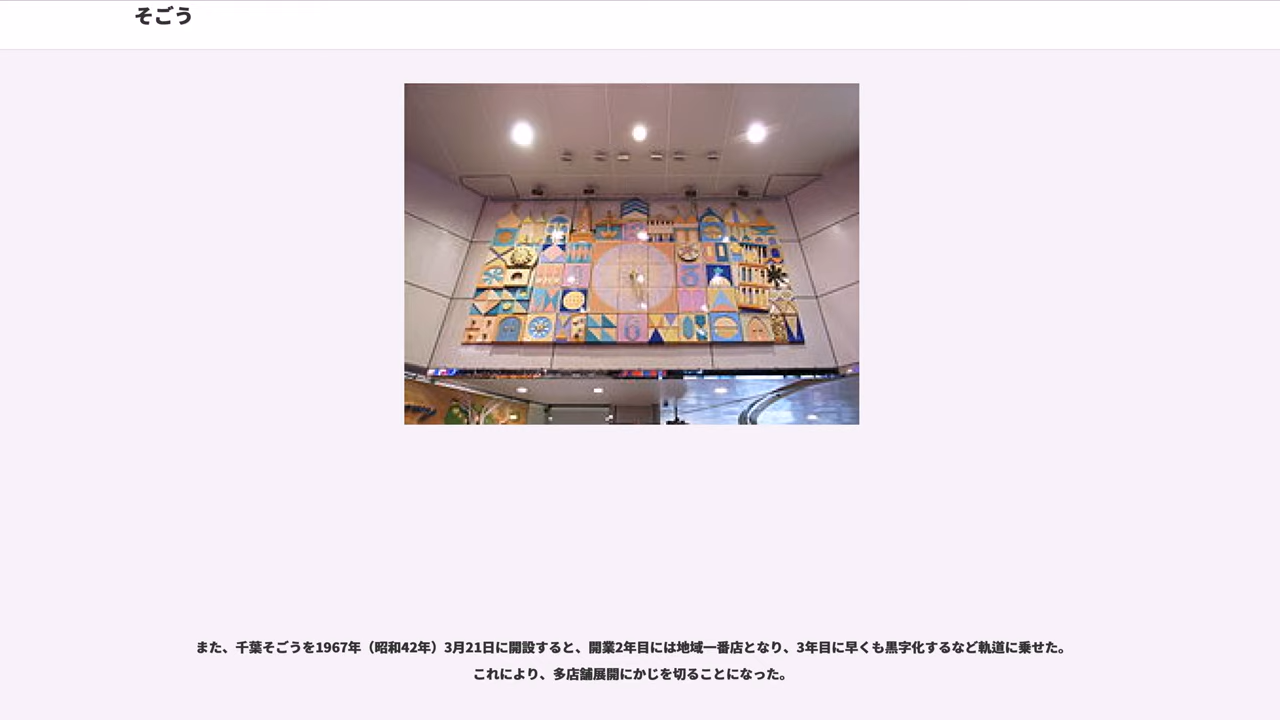 そごう
3
6
また、千葉そごうを1967年（昭和42年）3月21日に開設すると、開業2年目には地域一番店となり、3年目に早くも黒字化するなど軌道に乗せた。
これにより、多店舗展開にかじを切ることになった。